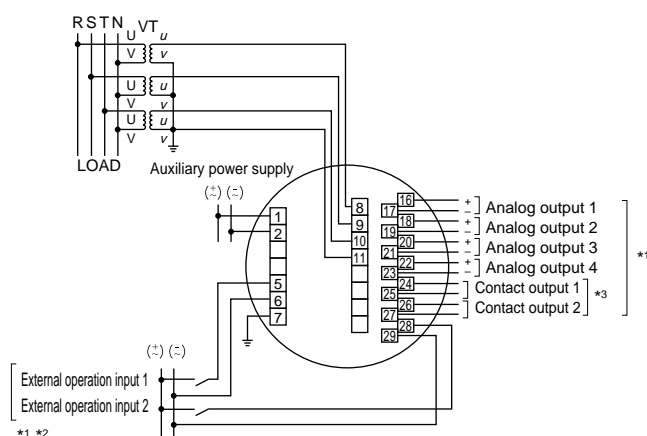 R S T N
VT
U u
V v
U u
V v
U u
V v
LOAD
Auxiliary power supply
(±) (-)
1
2
5
6
7
8
9
10
11
16
17
18
19
20
21
22
23
24
25
26
27
28
29
+
− Analog output 1
+
− Analog output 2
+
− Analog output 3
+
− Analog output 4
Contact output 1
Contact output 2
*3
*1
(±) (-)
External operation input 1
External operation input 2
*1 *2